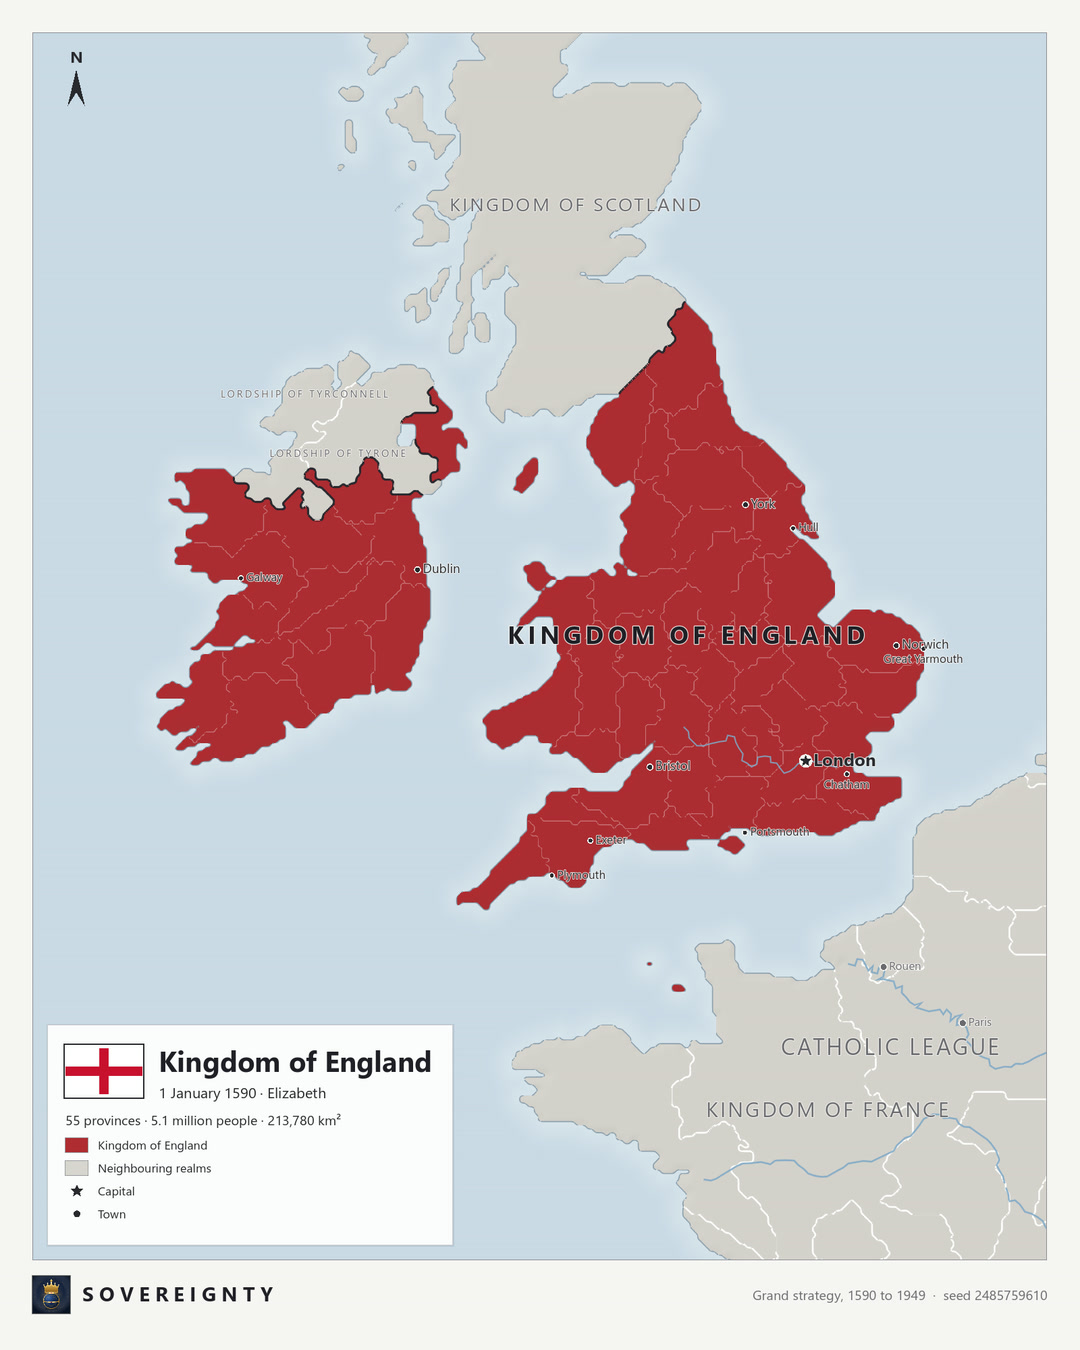 N
KINGDOM OF SCOTLAND
LORDSHIP OF TYRCONNELL
LORDSHIP OF TYRONE
York
Hull
Dublin
Galway
KINGDOM OF ENGLAND
Norwich
Great Yarmouth
London
Bristol
Chatham
Portsmouth
Exeter
Plymouth
Rouen
Paris
CATHOLIC LEAGUE
KINGDOM OF FRANCE
Kingdom of England
1 January 1590 · Elizabeth
55 provinces · 5.1 million people · 213,780 km²
Kingdom of England
Neighbouring realms
Capital
Town
SOVEREIGNTY
Grand strategy, 1590 to 1949 · seed 2485759610